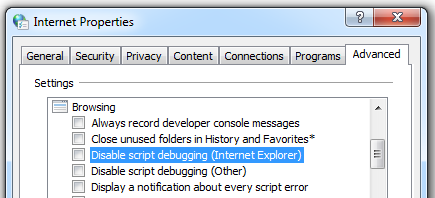 Internet Properties
General Security Privacy Content Connections Programs Advanced
Settings
Browsing
Always record developer console messages
Close unused folders in History and Favorites*
Disable script debugging (Internet Explorer)
Disable script debugging (Other)
Display a notification about every script error